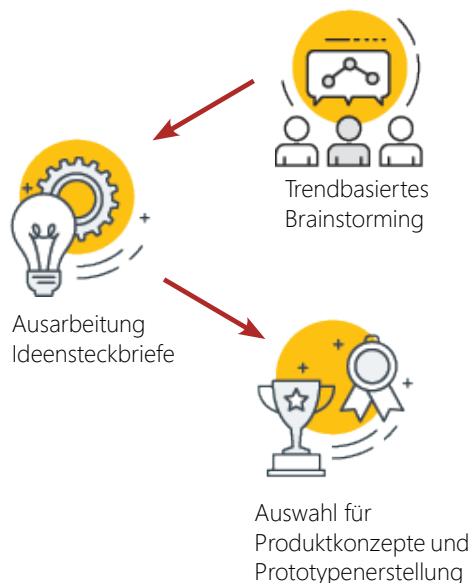 Trendbasiertes
Brainstorming
Ausarbeitung
Ideensteckbriefe
Auswahl für
Produktkonzepte und
Prototypenerstellung